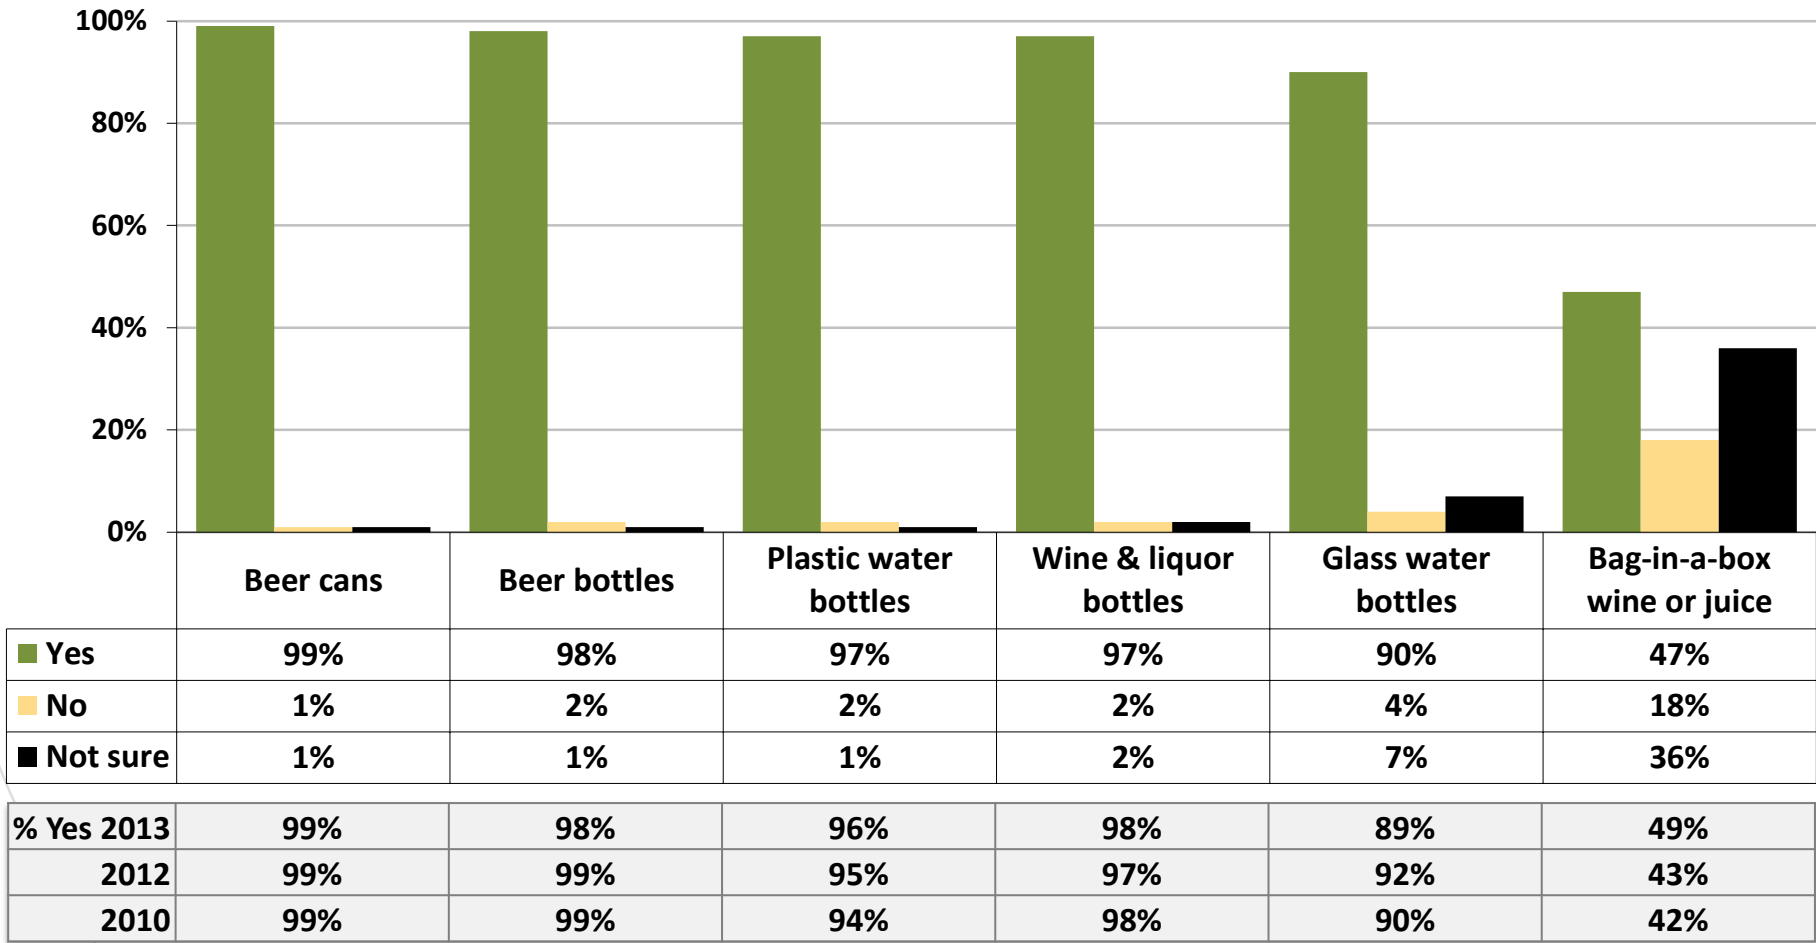 100%
80%
60%
40%
20%
0%
Beer cans Beer bottles Plastic water bottles Wine & liquor bottles Glass water bottles Bag-in-a-box wine or juice
Yes 99% 98% 97% 97% 90% 47%
No 1% 2% 2% 2% 4% 18%
Not sure 1% 1% 1% 2% 7% 36%
% Yes 2013 99% 98% 96% 98% 89% 49%
2012 99% 99% 95% 97% 92% 43%
2010 99% 99% 94% 98% 90% 42%